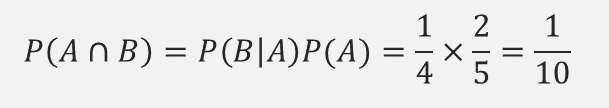 P(A ∩ B) = P(B|A)P(A) = 1/4 × 2/5 = 1/10